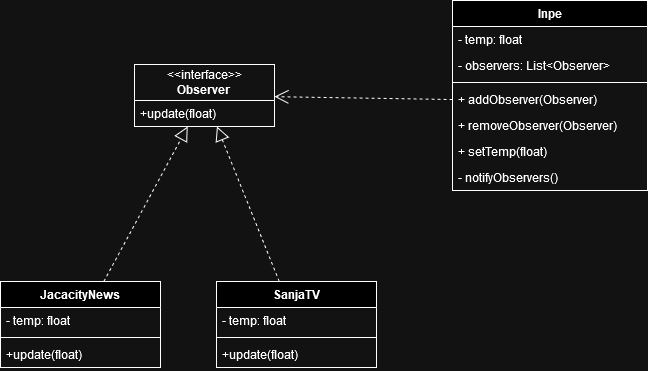 Inpe
- temp: float
- observers: List<Observer>
+ addObserver(Observer)
+ removeObserver(Observer)
+ setTemp(float)
- notifyObservers()
<<interface>>
Observer
+update(float)
JacacityNews
- temp: float
+update(float)
SanjaTV
- temp: float
+update(float)